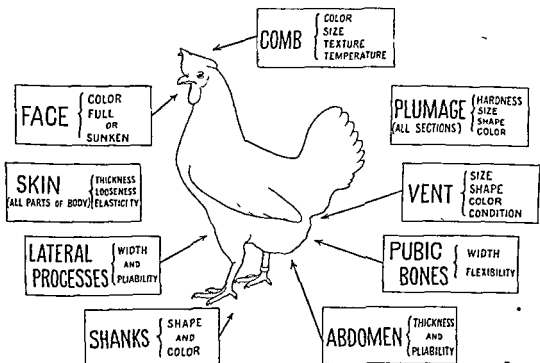 COMB { COLOR
SIZE
TEXTURE
TEMPERATURE
FACE { COLOR
FULL
OR
SUNKEN
PLUMAGE { HARDNESS
(ALL SECTIONS) SIZE
SHAPE
COLOR
SKIN { THICKNESS
(ALL PARTS OF BODY) LOOSENESS
ELASTICITY
VENT { SIZE
SHAPE
COLOR
CONDITION
LATERAL PROCESSES { WIDTH
AND
PLIABILITY
PUBIC BONES { WIDTH
FLEXIBILITY
SHANKS { SHAPE
AND
COLOR
ABDOMEN { THICKNESS
AND
PLIABILITY